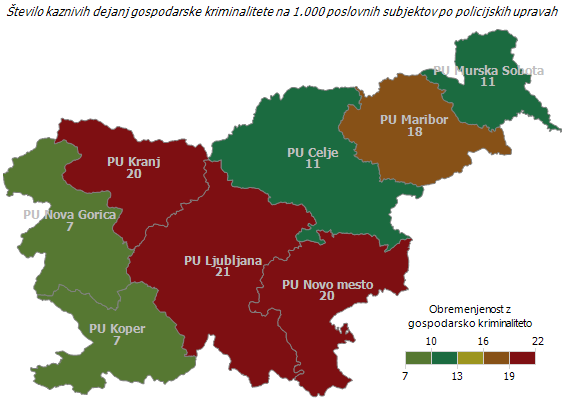 Število kaznivih dejanj gospodarske kriminalitete na 1.000 poslovnih subjektov po policijskih upravah
PU Murska Sobota
11
PU Maribor
18
PU Celje
11
PU Kranj
20
PU Nova Gorica
7
PU Ljubljana
21
PU Novo mesto
20
PU Koper
7
Obremenjenost z
gospodarsko kriminaliteto
10 16 22
7 13 19